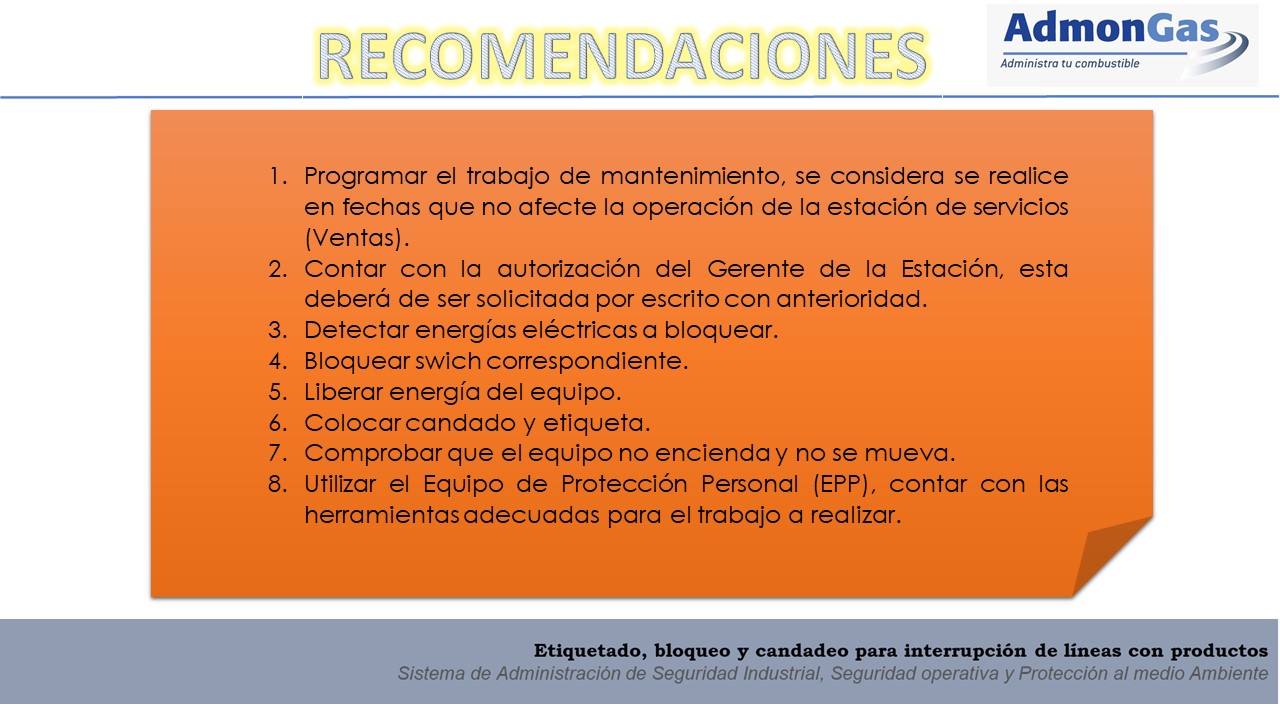 RECOMENDACIONES
AdmonGas
Administra tu combustible
1. Programar el trabajo de mantenimiento, se considera se realice
en fechas que no afecte la operación de la estación de servicios
(Ventas).
2. Contar con la autorización del Gerente de la Estación, esta
deberá de ser solicitada por escrito con anterioridad.
3. Detectar energías eléctricas a bloquear.
4. Bloquear swich correspondiente.
5. Liberar energía del equipo.
6. Colocar candado y etiqueta.
7. Comprobar que el equipo no encienda y no se mueva.
8. Utilizar el Equipo de Protección Personal (EPP), contar con las
herramientas adecuadas para el trabajo a realizar.
Etiquetado, bloqueo y candadeo para interrupción de líneas con productos
Sistema de Administración de Seguridad Industrial, Seguridad operativa y Protección al medio Ambiente